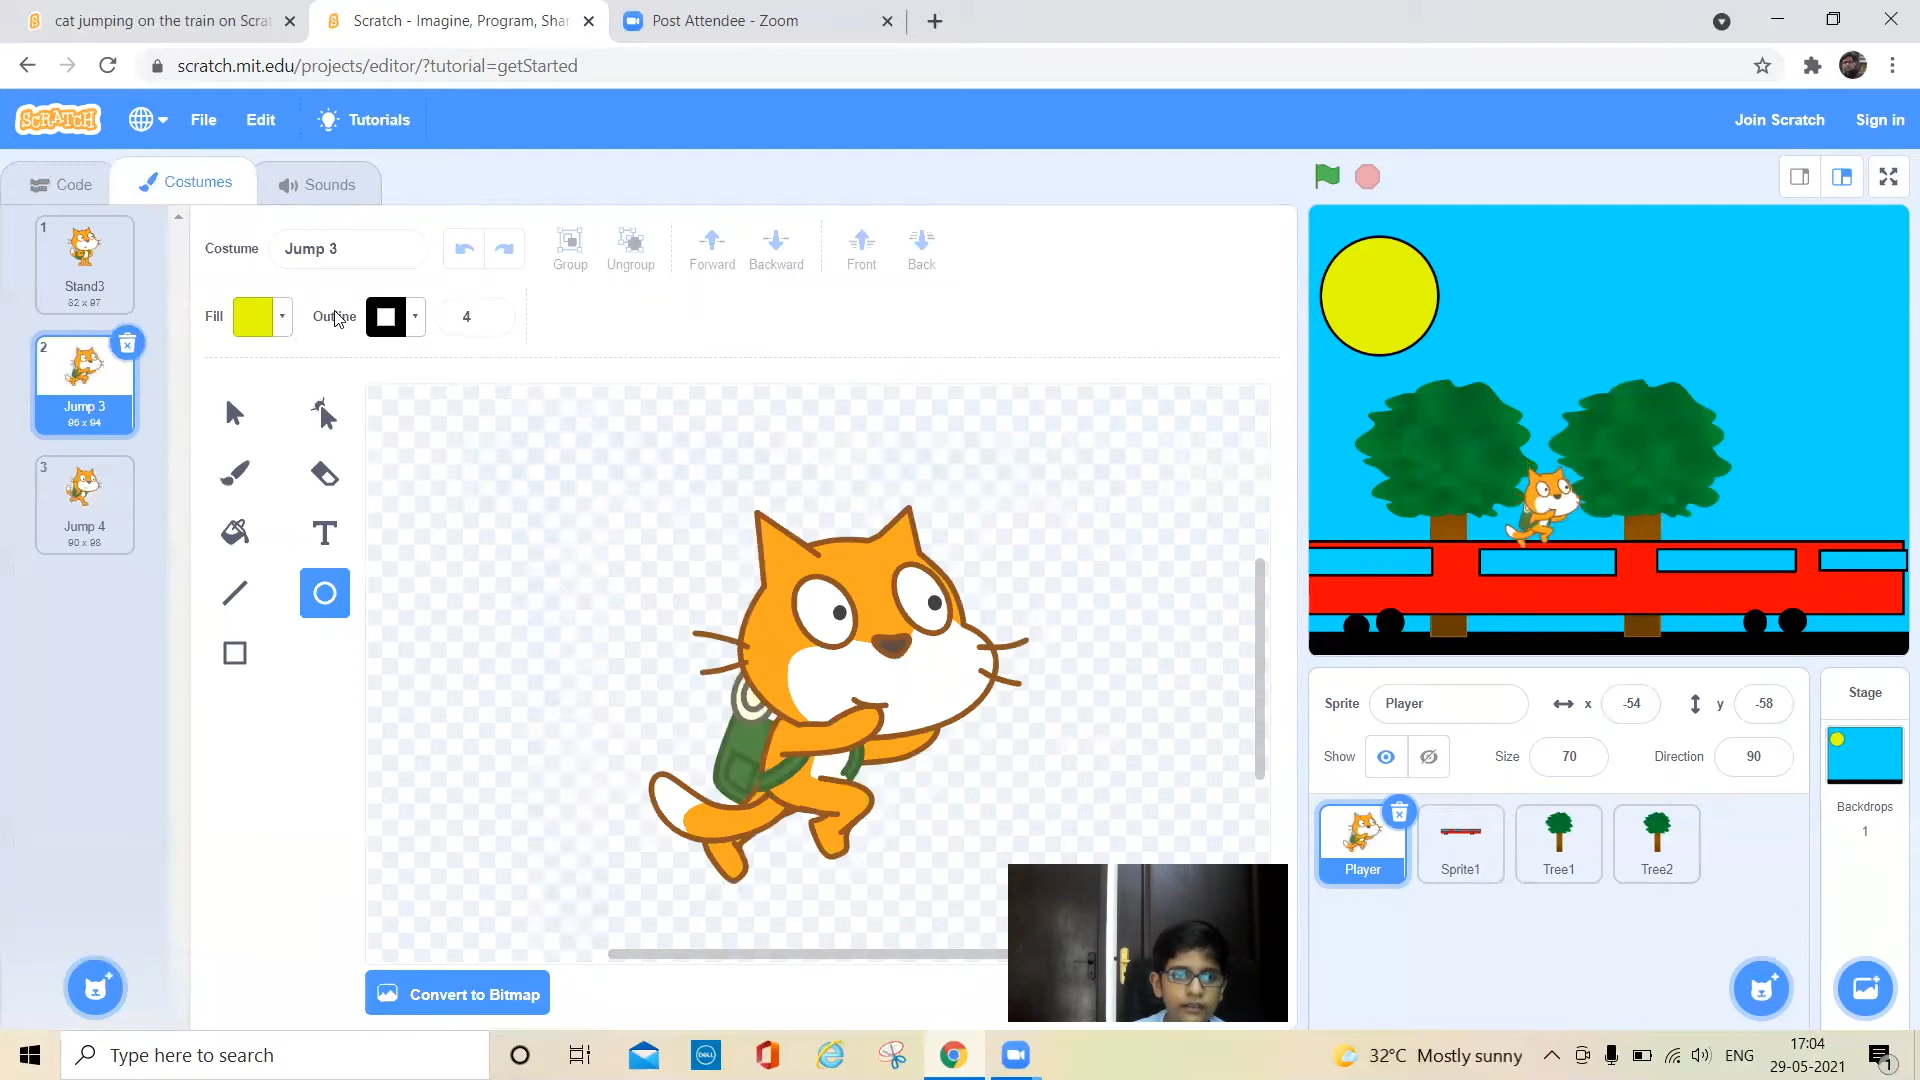 cat jumping on the train on Scra
Scratch - Imagine, Program, Shar
Post Attendee - Zoom
scratch.mit.edu/projects/editor/?tutorial=getStarted
SCRATCH
File
Edit
Tutorials
Join Scratch
Sign in
Code
Costumes
Sounds
1
Stand3
82 x 97
2
Jump 3
96 x 94
3
Jump 4
90 x 98
Costume
Jump 3
Group
Ungroup
Forward
Backward
Front
Back
Fill
Outline
4
T
Convert to Bitmap
Sprite
Player
x
-54
y
-58
Show
Size
70
Direction
90
Player
Sprite1
Tree1
Tree2
Stage
Backdrops
1
Type here to search
DELL
32°C Mostly sunny
ENG
17:04
29-05-2021
1